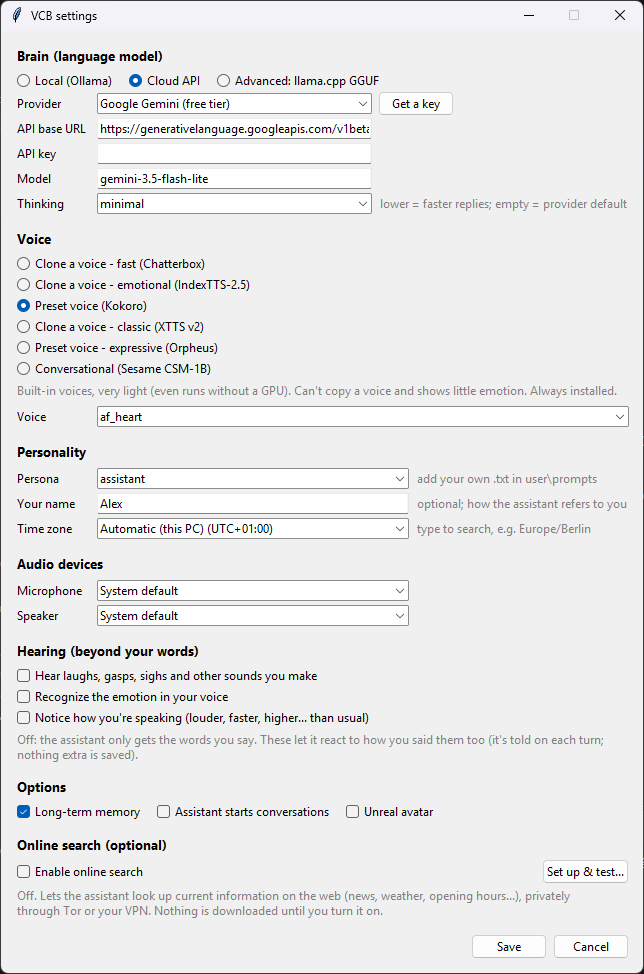 VCB settings
Brain (language model)
Local (Ollama) Cloud API Advanced: llama.cpp GGUF
Provider Google Gemini (free tier) Get a key
API base URL https://generativelanguage.googleapis.com/v1beta
API key
Model gemini-3.5-flash-lite
Thinking minimal lower = faster replies; empty = provider default
Voice
Clone a voice - fast (Chatterbox)
Clone a voice - emotional (IndexTTS-2.5)
Preset voice (Kokoro)
Clone a voice - classic (XTTS v2)
Preset voice - expressive (Orpheus)
Conversational (Sesame CSM-1B)
Built-in voices, very light (even runs without a GPU). Can't copy a voice and shows little emotion. Always installed.
Voice af_heart
Personality
Persona assistant add your own .txt in user\prompts
Your name Alex optional; how the assistant refers to you
Time zone Automatic (this PC) (UTC+01:00) type to search, e.g. Europe/Berlin
Audio devices
Microphone System default
Speaker System default
Hearing (beyond your words)
Hear laughs, gasps, sighs and other sounds you make
Recognize the emotion in your voice
Notice how you're speaking (louder, faster, higher... than usual)
Off: the assistant only gets the words you say. These let it react to how you said them too (it's told on each turn;
nothing extra is saved).
Options
Long-term memory Assistant starts conversations Unreal avatar
Online search (optional)
Enable online search Set up & test...
Off. Lets the assistant look up current information on the web (news, weather, opening hours...), privately
through Tor or your VPN. Nothing is downloaded until you turn it on.
Save Cancel